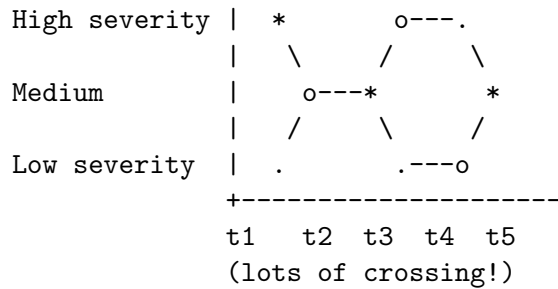 High severity |  *       o---.
              |   \     /     \
Medium        |    o---*       *
              |   /     \     /
Low severity  |  .       .---o
              +---------------------
              t1   t2  t3  t4  t5
              (lots of crossing!)